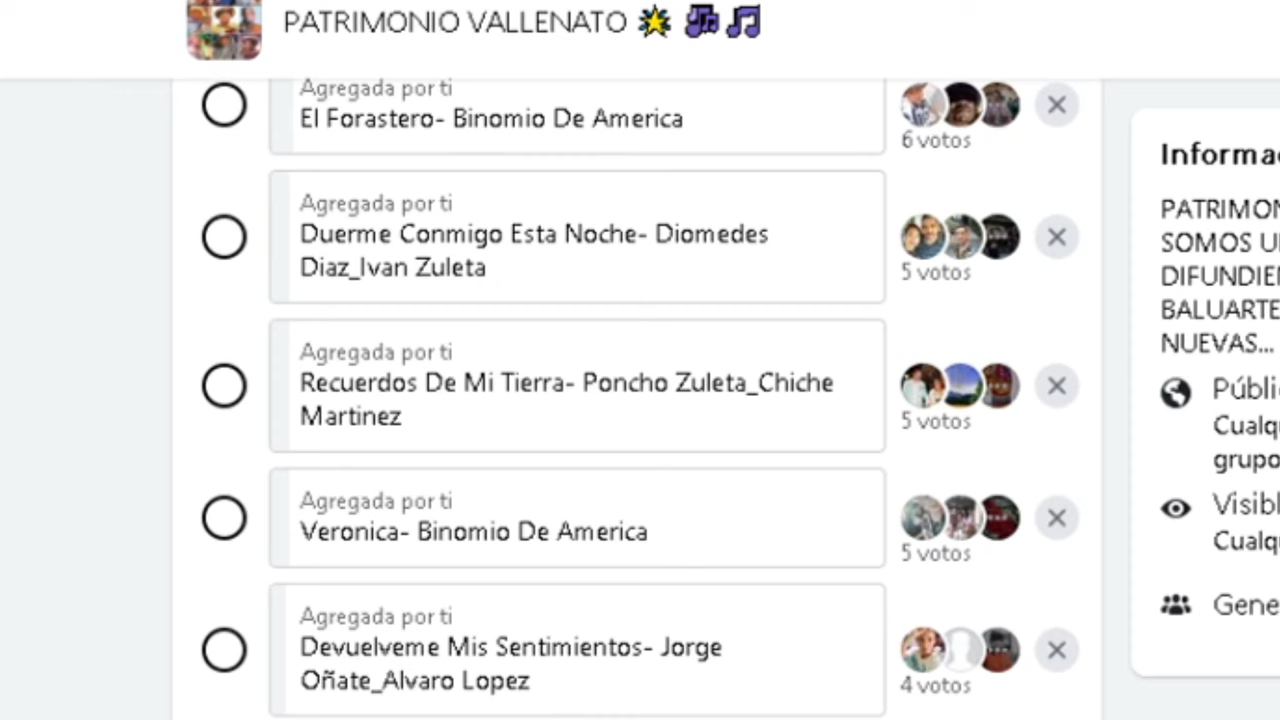 PATRIMONIO VALLENATO
Agregada por ti
El Forastero- Binomio De America
6 votos
Agregada por ti
Duerme Conmigo Esta Noche- Diomedes
Diaz_Ivan Zuleta
5 votos
Agregada por ti
Recuerdos De Mi Tierra- Poncho Zuleta_Chiche
Martinez
5 votos
Agregada por ti
Veronica- Binomio De America
5 votos
Agregada por ti
Devuelveme Mis Sentimientos- Jorge
Oñate_Alvaro Lopez
4 votos
Informac
PATRIMON
SOMOS U
DIFUNDIE
BALUARTE
NUEVAS...
Públi
Cualq
grupo
Visibl
Cualq
Gene